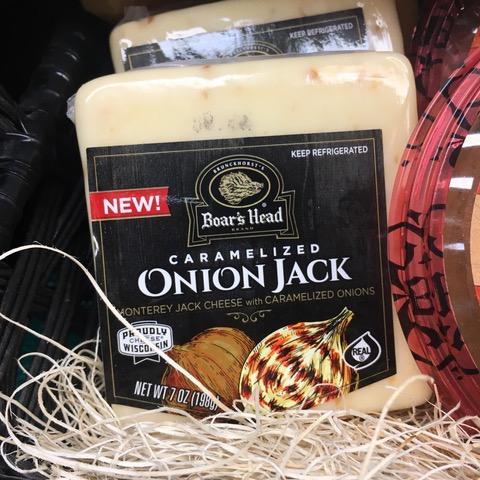 KEEP REFRIGERATED
KEEP REFRIGERATED
BRUNCKHORST'S
NEW!
Boar's Head
BRAND
CARAMELIZED
ONION JACK
MONTEREY JACK CHEESE with CARAMELIZED ONIONS
PROUDLY
WISCONSIN
CHEESE
REAL
NET WT 7 OZ (198g)